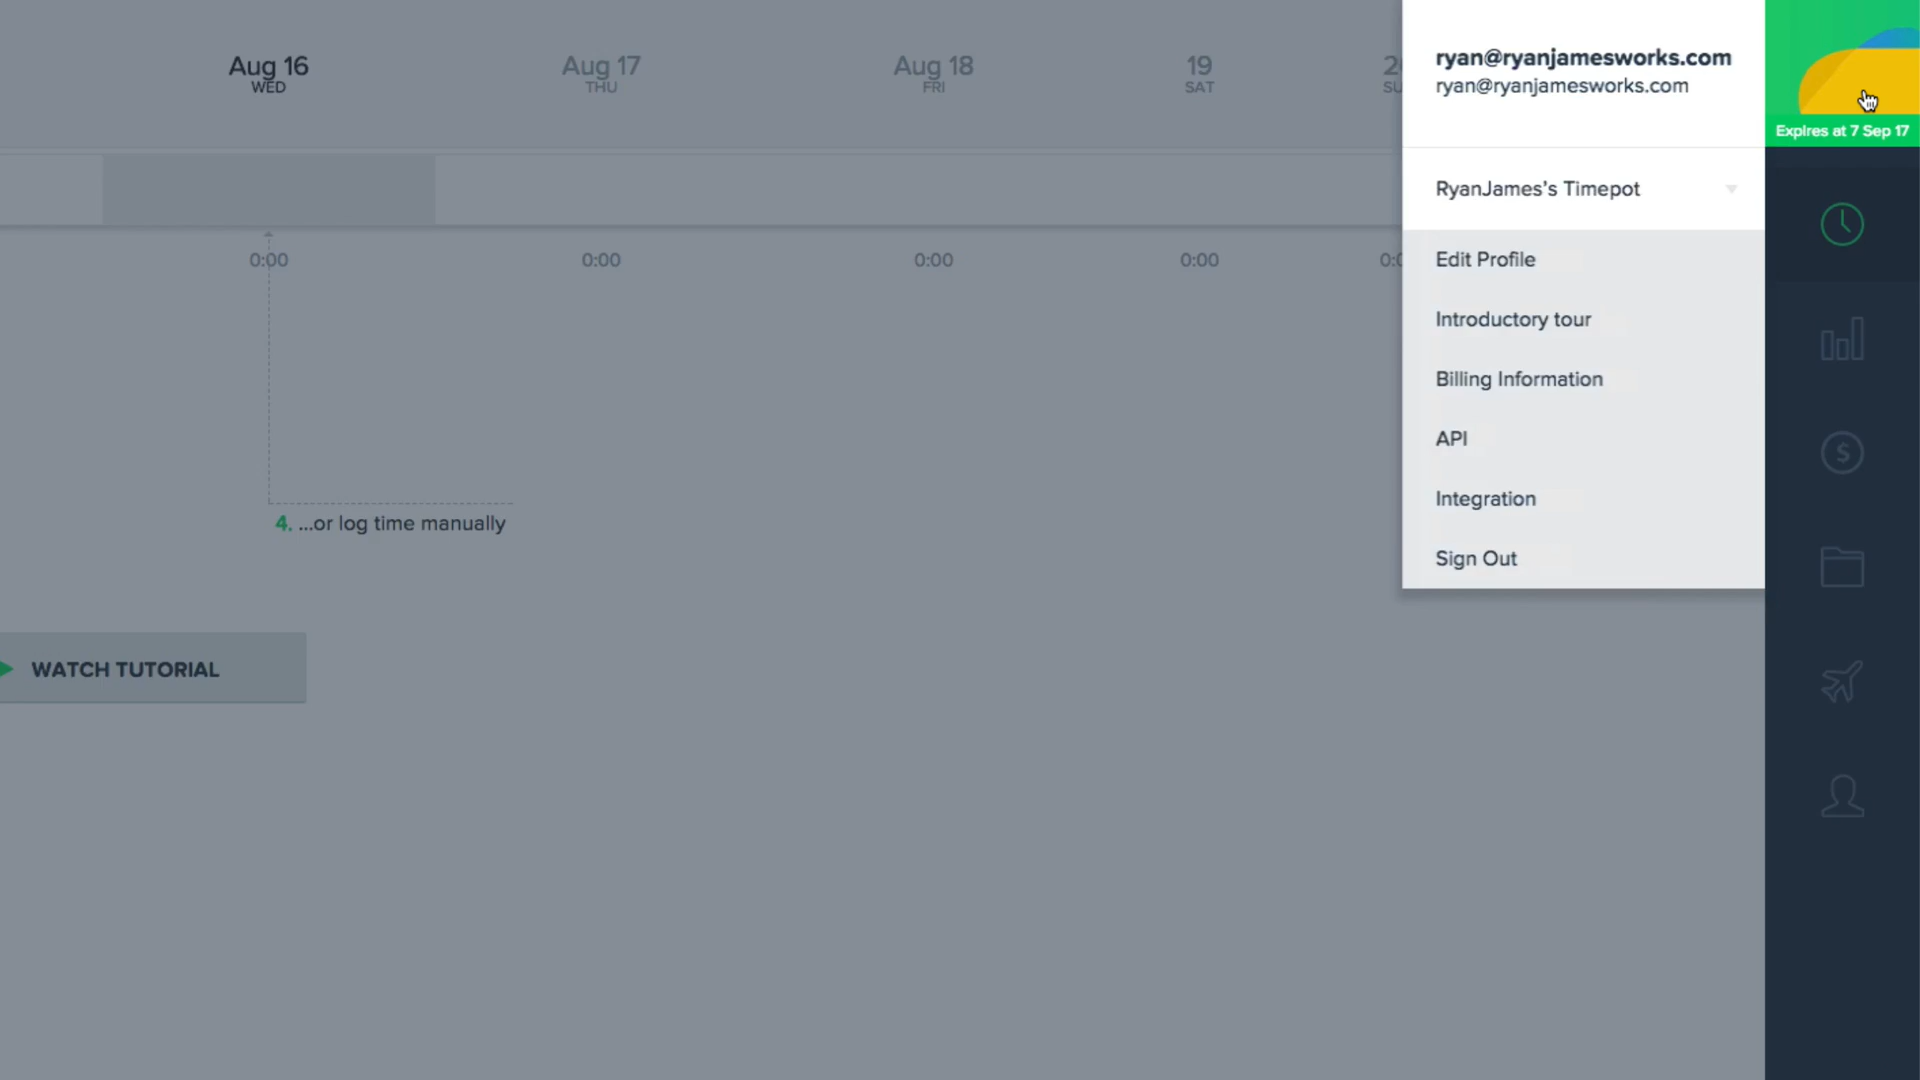 Aug 16
WED
Aug 17
THU
Aug 18
FRI
19
SAT
0:00
0:00
0:00
0:00
4. ...or log time manually
WATCH TUTORIAL
ryan@ryanjamesworks.com
ryan@ryanjamesworks.com
RyanJames's Timepot
Edit Profile
Introductory tour
Billing Information
API
Integration
Sign Out
Expires at 7 Sep 17